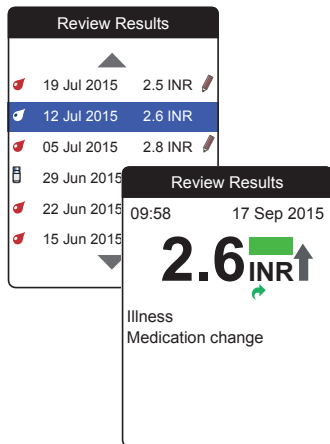 Review Results
19 Jul 2015 2.5 INR
12 Jul 2015 2.6 INR
05 Jul 2015 2.8 INR
29 Jun 2015
22 Jun 2015
15 Jun 2015
Review Results
09:58 17 Sep 2015
2.6 INR
Illness
Medication change